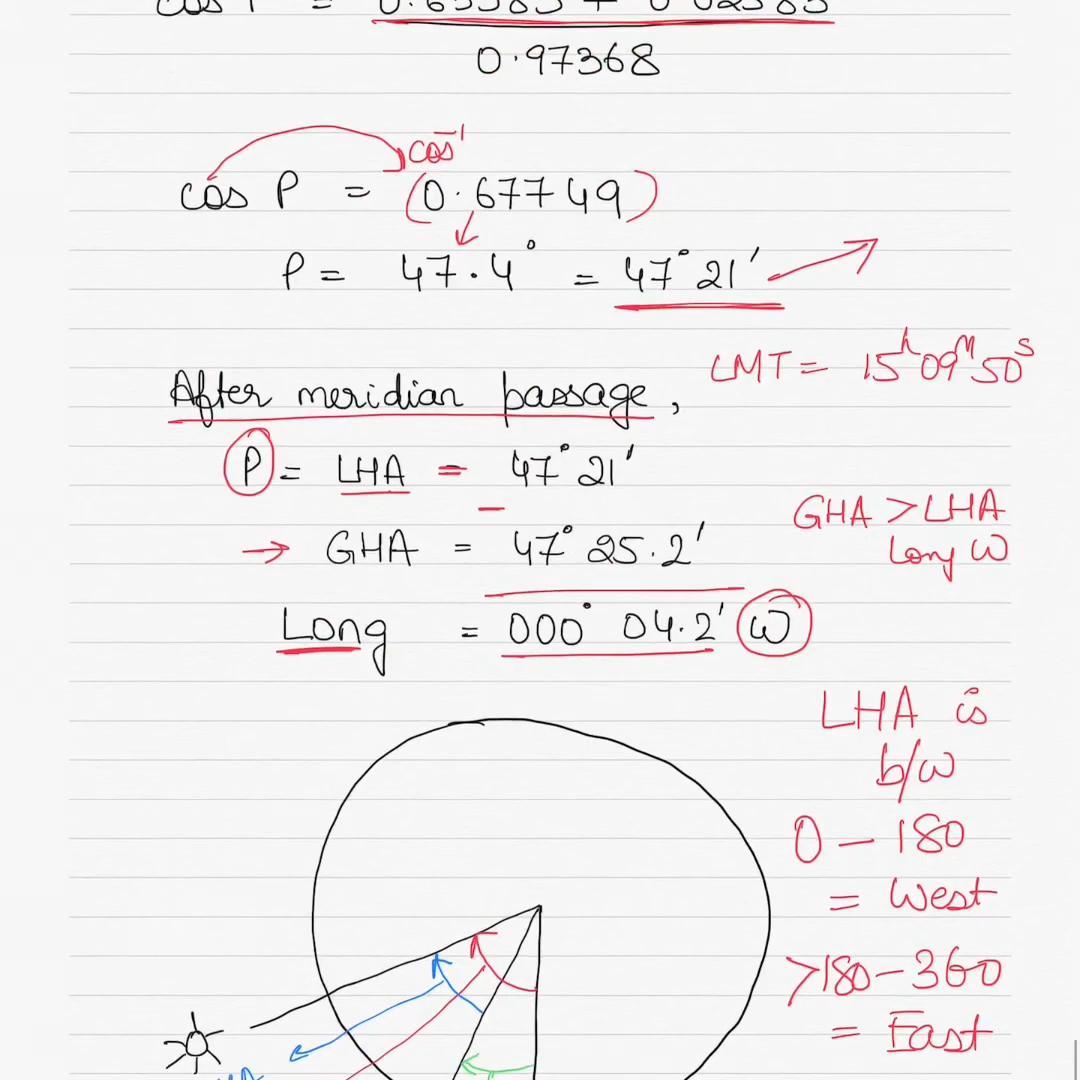 0.97368
cos⁻¹
cos P = (0.67749)
P = 47.4° = 47° 21'
LMT = 15ʰ 09ᴹ 50ˢ
After meridian passage,
P = LHA = 47° 21'
GHA > LHA
Long W
→ GHA = 47° 25.2'
Long = 000° 04.2' W
LHA is
b/w
0 – 180
= West
>180 – 360
= East